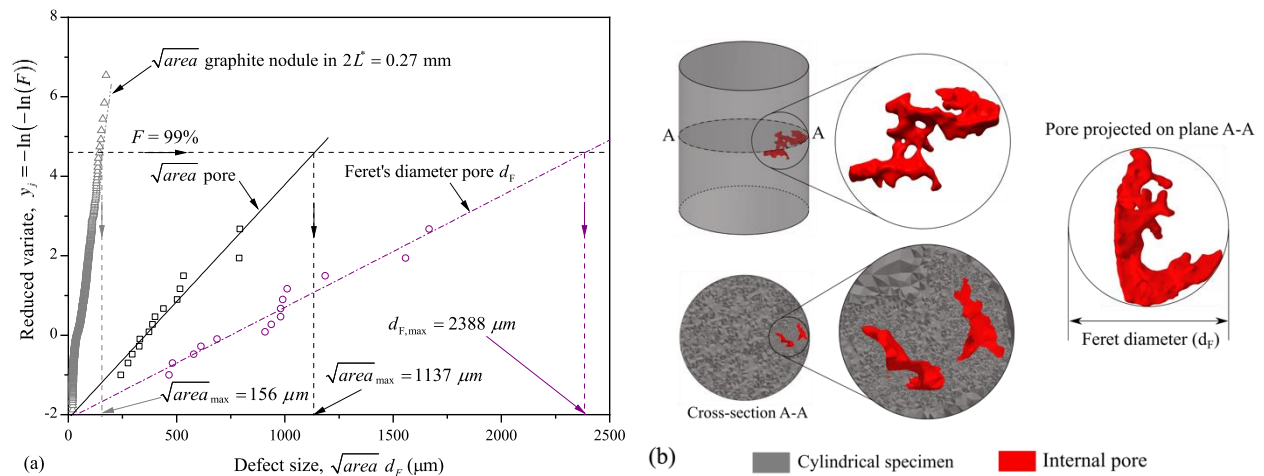 8
6
4
2
0
-2
Reduced variate, y_j = −ln(−ln(F))
√area graphite nodule in 2L* = 0.27 mm
F = 99%
√area pore
Feret's diameter pore d_F
d_F,max = 2388 μm
√area_max = 1137 μm
√area_max = 156 μm
0 500 1000 1500 2000 2500
(a)
Defect size, √area d_F (μm)
A A
Pore projected on plane A-A
Feret diameter (d_F)
Cross-section A-A
(b)
Cylindrical specimen
Internal pore